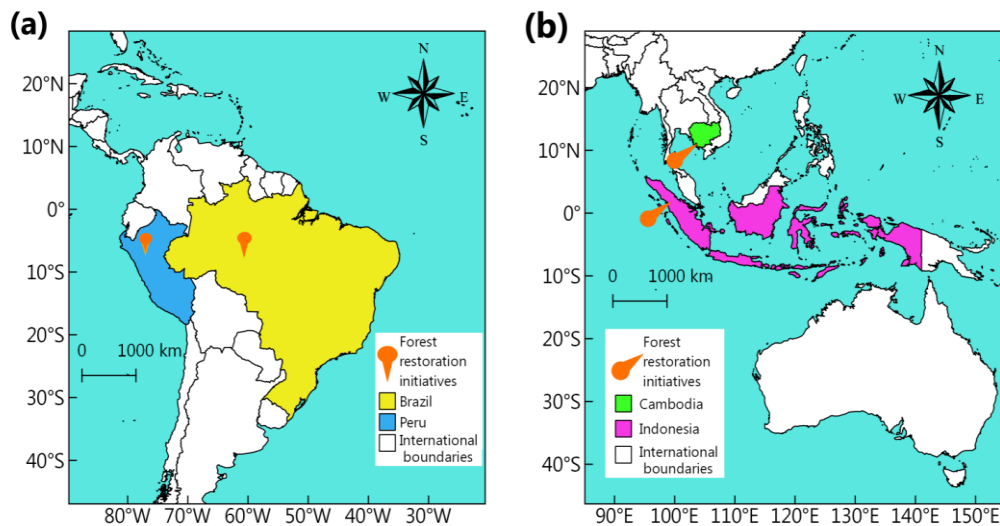 (a)
N
W
E
S
20°N
10°N
0°
10°S
20°S
30°S
40°S
80°W
70°W
60°W
50°W
40°W
30°W
0 1000 km
Forest
restoration
initiatives
Brazil
Peru
International
boundaries
(b)
N
W
E
S
20°N
10°N
0°
10°S
20°S
30°S
40°S
90°E
100°E
110°E
120°E
130°E
140°E
150°E
0 1000 km
Forest
restoration
initiatives
Cambodia
Indonesia
International
boundaries